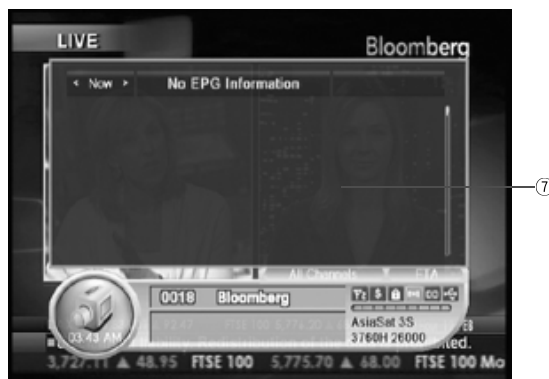 LIVE
Bloomberg
< Now > No EPG Information
⑦
All Channels ▼ FTA
0018 Bloomberg
03:43 AM
AsiaSat 3S
3760H 26000
3,727.11 ▲ 48.95 FTSE 100 5,775.70 ▲ 68.00 FTSE 100 Mo